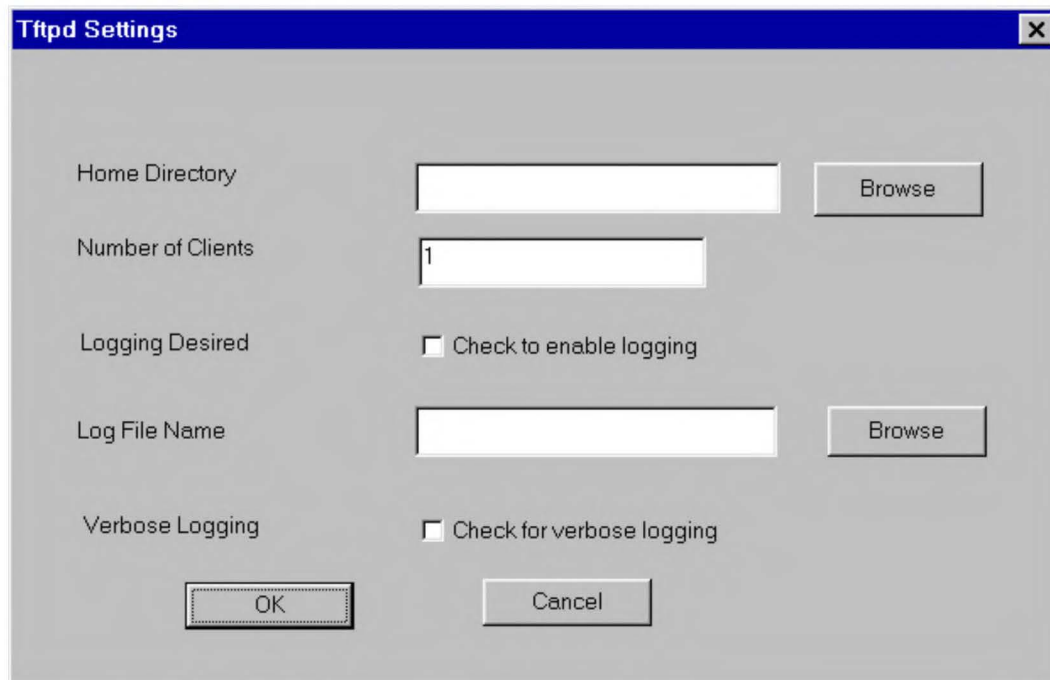 Tftpd Settings
Home Directory
Browse
Number of Clients
1
Logging Desired
Check to enable logging
Log File Name
Browse
Verbose Logging
Check for verbose logging
OK
Cancel